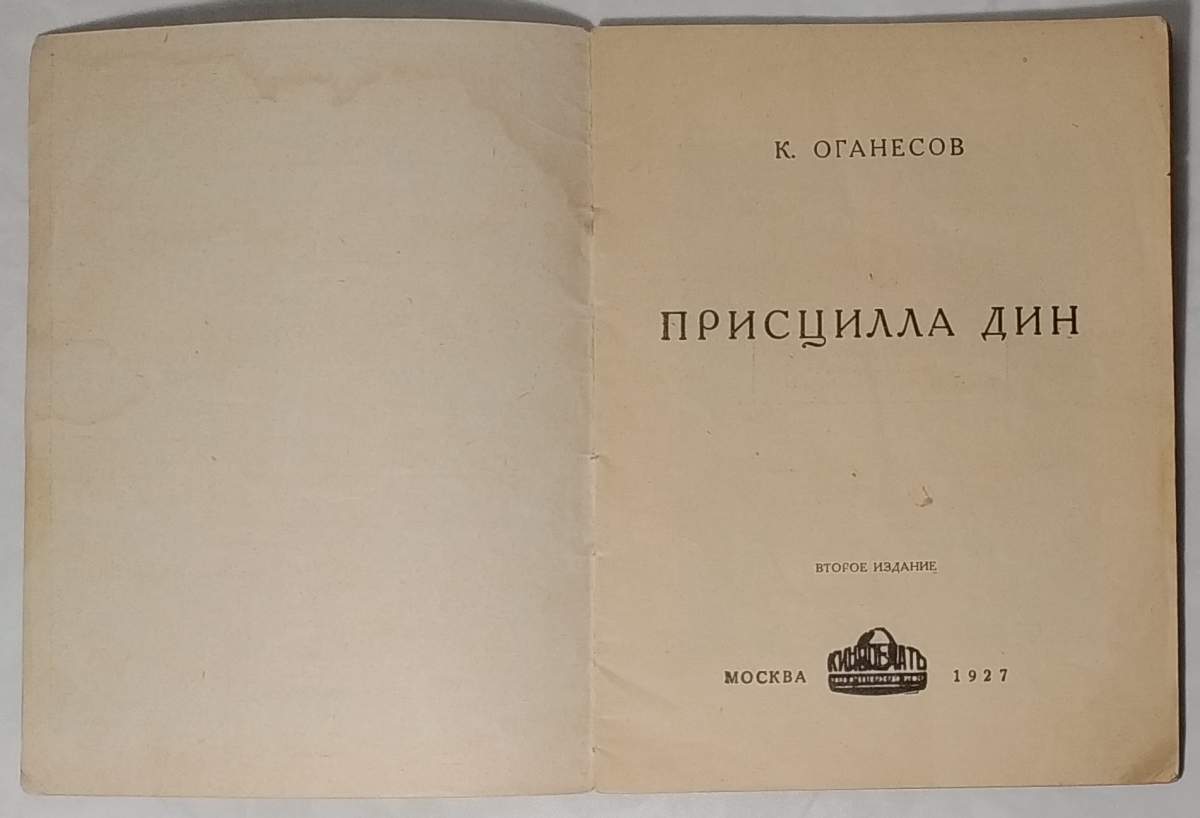 К. ОГАНЕСОВ
ПРИСЦИЛЛА ДИН
ВТОРОЕ ИЗДАНИЕ
МОСКВА КИНОПЕЧАТЬ 1927